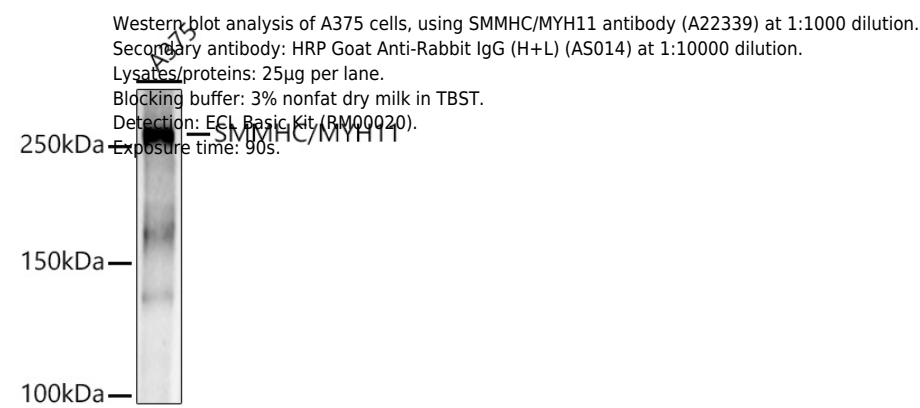 Western blot analysis of A375 cells, using SMMHC/MYH11 antibody (A22339) at 1:1000 dilution.
Secondary antibody: HRP Goat Anti-Rabbit IgG (H+L) (AS014) at 1:10000 dilution.
A375
Lysates/proteins: 25μg per lane.
Blocking buffer: 3% nonfat dry milk in TBST.
Detection: ECL Basic Kit (RM00020).
SMMHC/MYH11
250kDa
Exposure time: 90s.
150kDa
100kDa